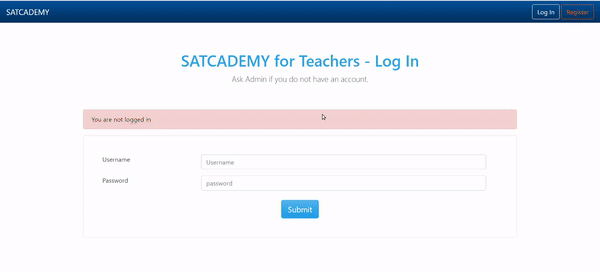 SATCADEMY
Log In
Register
SATCADEMY for Teachers - Log In
Ask Admin if you do not have an account.
You are not logged in
Username
Username
Password
password
Submit